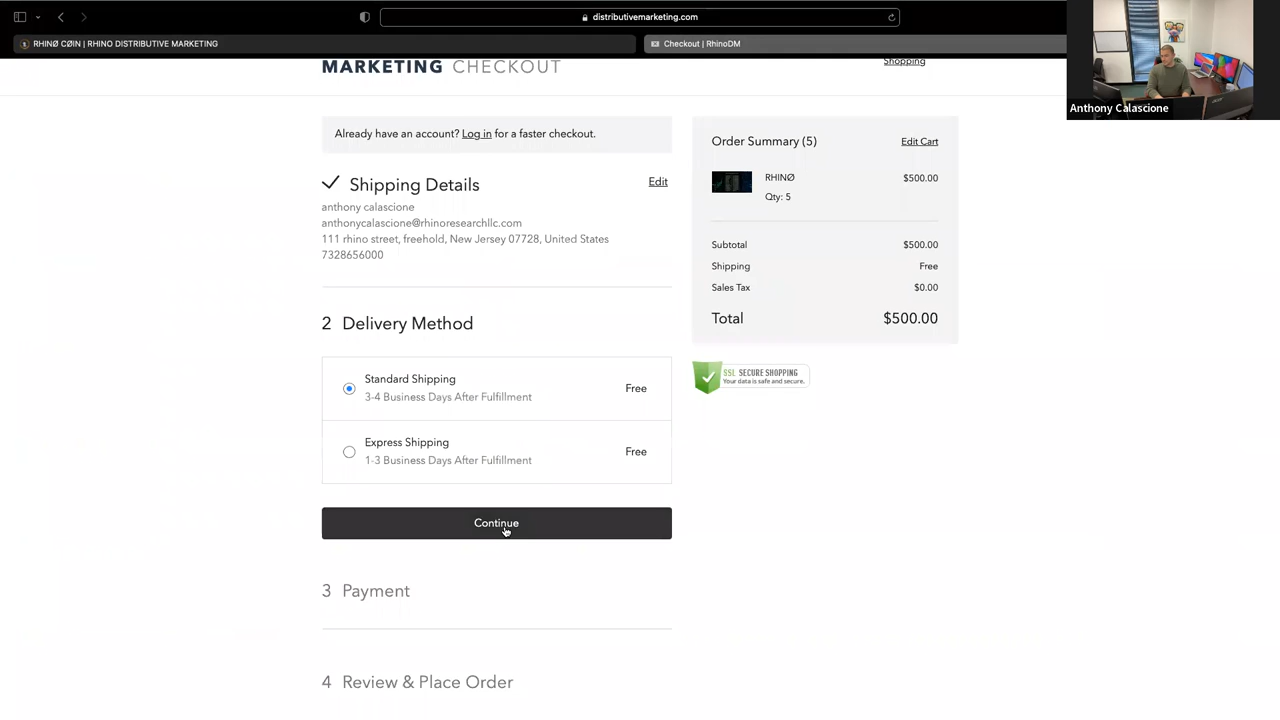 distributivemarketing.com
RHINØ CØIN | RHINO DISTRIBUTIVE MARKETING
Checkout | RhinoDM
Anthony Calascione
MARKETING CHECKOUT
Shopping
Already have an account? Log in for a faster checkout.
Shipping Details
Edit
anthony calascione
anthonycalascione@rhinoresearchllc.com
111 rhino street, freehold, New Jersey 07728, United States
7328656000
2 Delivery Method
Standard Shipping
3-4 Business Days After Fulfillment
Free
Express Shipping
1-3 Business Days After Fulfillment
Free
Continue
3 Payment
4 Review & Place Order
Order Summary (5)
Edit Cart
RHINØ
$500.00
Qty: 5
Subtotal
$500.00
Shipping
Free
Sales Tax
$0.00
Total
$500.00
SSL SECURE SHOPPING
Your data is safe and secure.